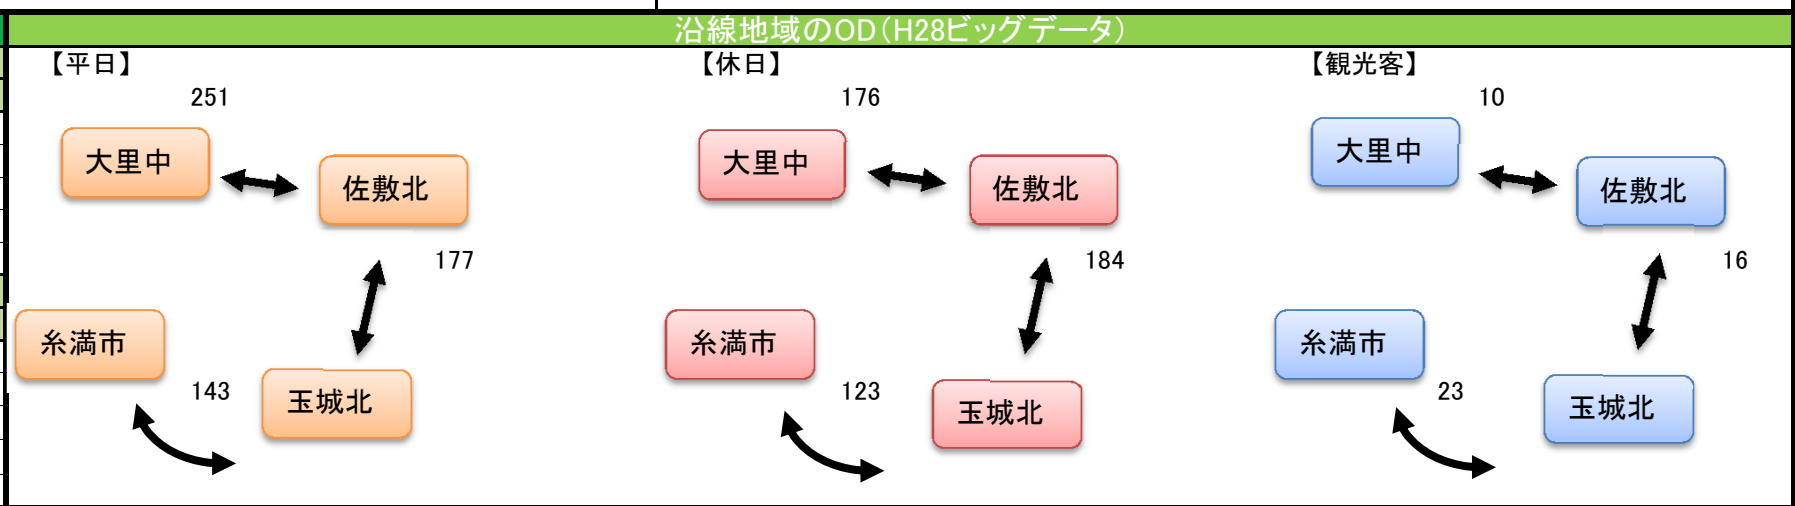 沿線地域のOD（H28ビッグデータ）
【平日】
251
大里中
佐敷北
177
糸満市
143
玉城北
【休日】
176
大里中
佐敷北
184
糸満市
123
玉城北
【観光客】
10
大里中
佐敷北
16
糸満市
23
玉城北